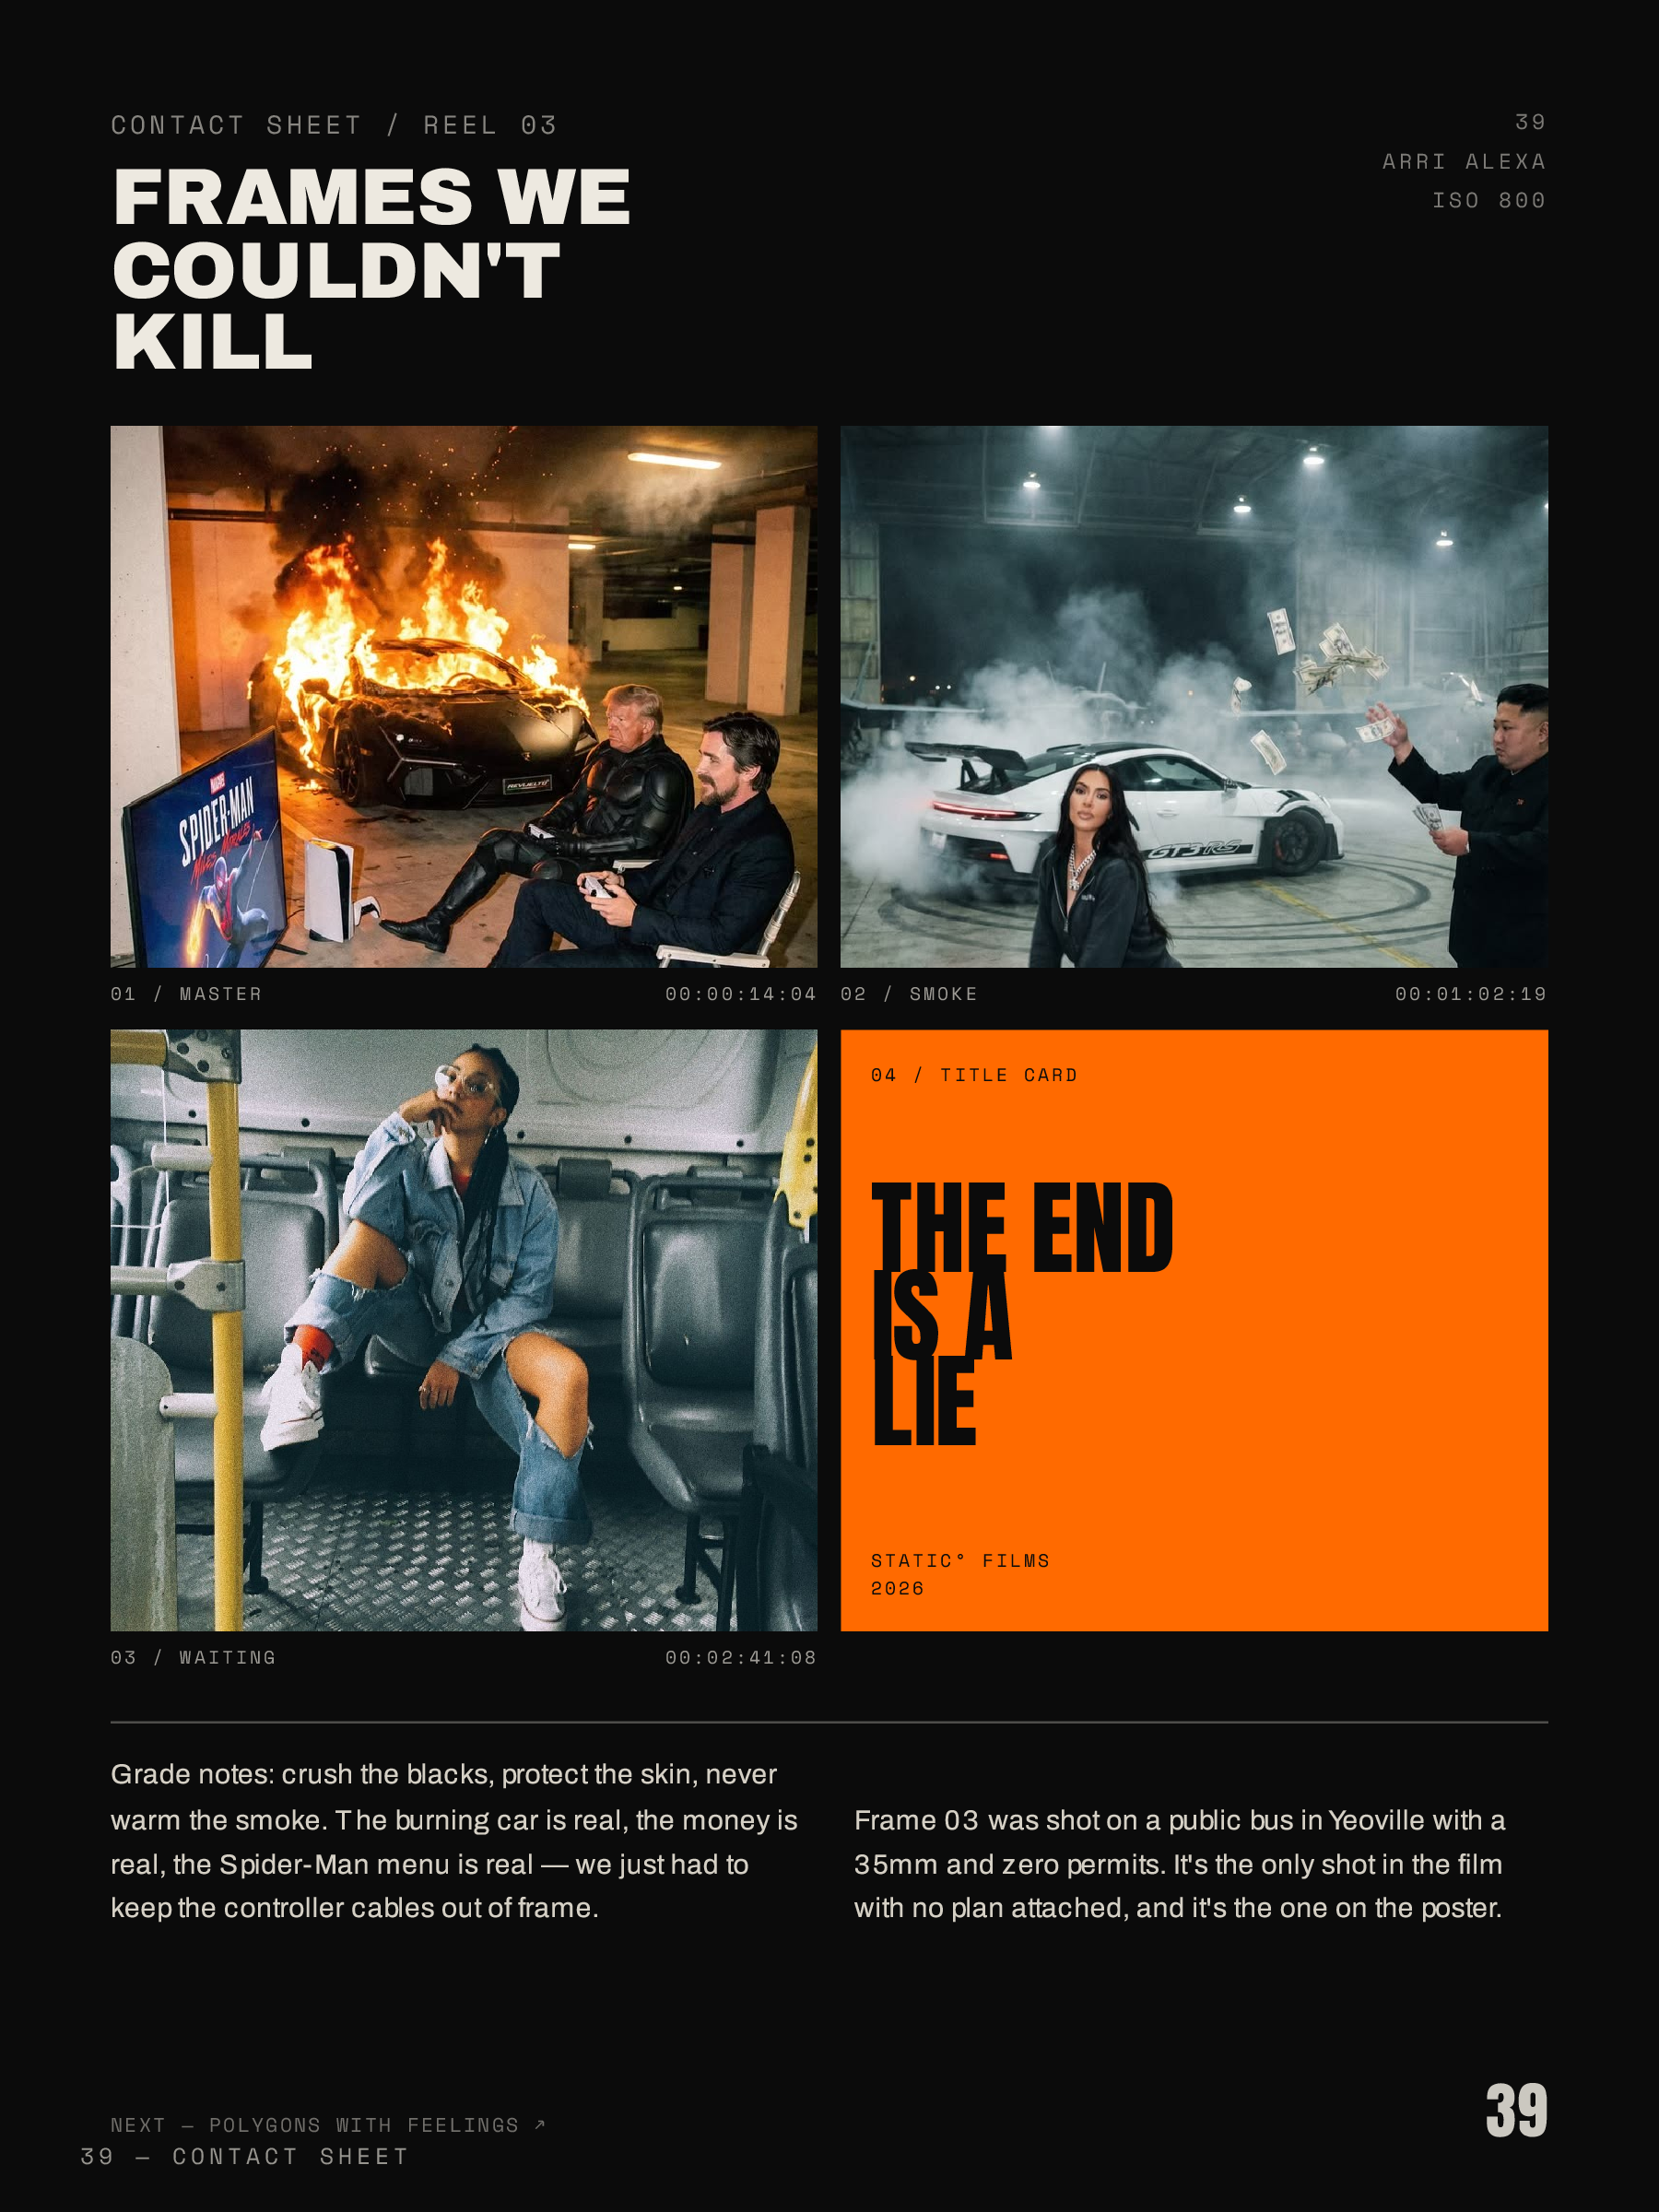 CONTACT SHEET / REEL 03
FRAMES WE
COULDN'T
KILL
39
ARRI ALEXA
ISO 800
MARVEL
SPIDER-MAN
MILES MORALES
REVUELTO
GT3 RS
01 / MASTER
00:00:14:04
02 / SMOKE
00:01:02:19
04 / TITLE CARD
THE END
IS A
LIE
STATIC° FILMS
2026
03 / WAITING
00:02:41:08
Grade notes: crush the blacks, protect the skin, never
warm the smoke. The burning car is real, the money is
real, the Spider-Man menu is real — we just had to
keep the controller cables out of frame.
Frame 03 was shot on a public bus in Yeoville with a
35mm and zero permits. It's the only shot in the film
with no plan attached, and it's the one on the poster.
NEXT — POLYGONS WITH FEELINGS ↗
39 — CONTACT SHEET
39